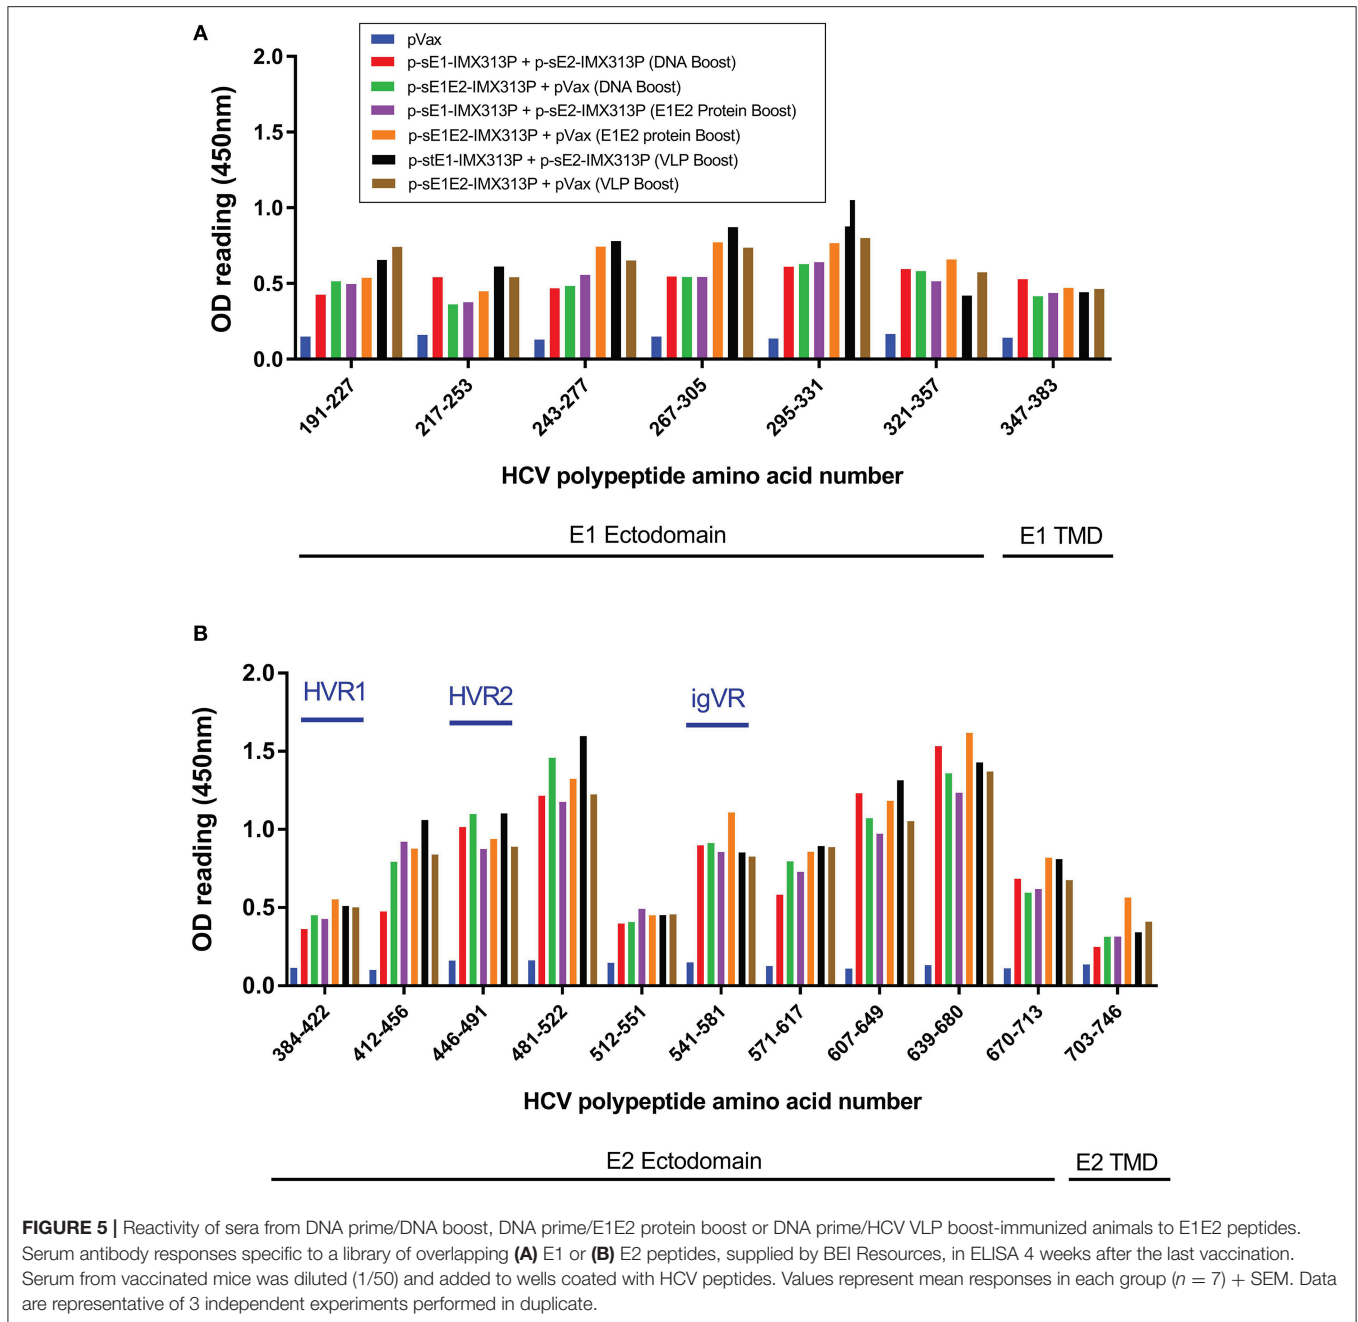 A
pVax
p-sE1-IMX313P + p-sE2-IMX313P (DNA Boost)
p-sE1E2-IMX313P + pVax (DNA Boost)
p-sE1-IMX313P + p-sE2-IMX313P (E1E2 Protein Boost)
p-sE1E2-IMX313P + pVax (E1E2 protein Boost)
p-stE1-IMX313P + p-sE2-IMX313P (VLP Boost)
p-sE1E2-IMX313P + pVax (VLP Boost)
OD reading (450nm)
2.0
1.5
1.0
0.5
0.0
191-227
217-253
243-277
267-305
295-331
321-357
347-383
HCV polypeptide amino acid number
E1 Ectodomain
E1 TMD
B
HVR1
HVR2
igVR
OD reading (450nm)
2.0
1.5
1.0
0.5
0.0
384-422
412-456
446-491
481-522
512-551
541-581
571-617
607-649
639-680
670-713
703-746
HCV polypeptide amino acid number
E2 Ectodomain
E2 TMD
FIGURE 5 | Reactivity of sera from DNA prime/DNA boost, DNA prime/E1E2 protein boost or DNA prime/HCV VLP boost-immunized animals to E1E2 peptides.
Serum antibody responses specific to a library of overlapping (A) E1 or (B) E2 peptides, supplied by BEI Resources, in ELISA 4 weeks after the last vaccination.
Serum from vaccinated mice was diluted (1/50) and added to wells coated with HCV peptides. Values represent mean responses in each group (n = 7) + SEM. Data
are representative of 3 independent experiments performed in duplicate.